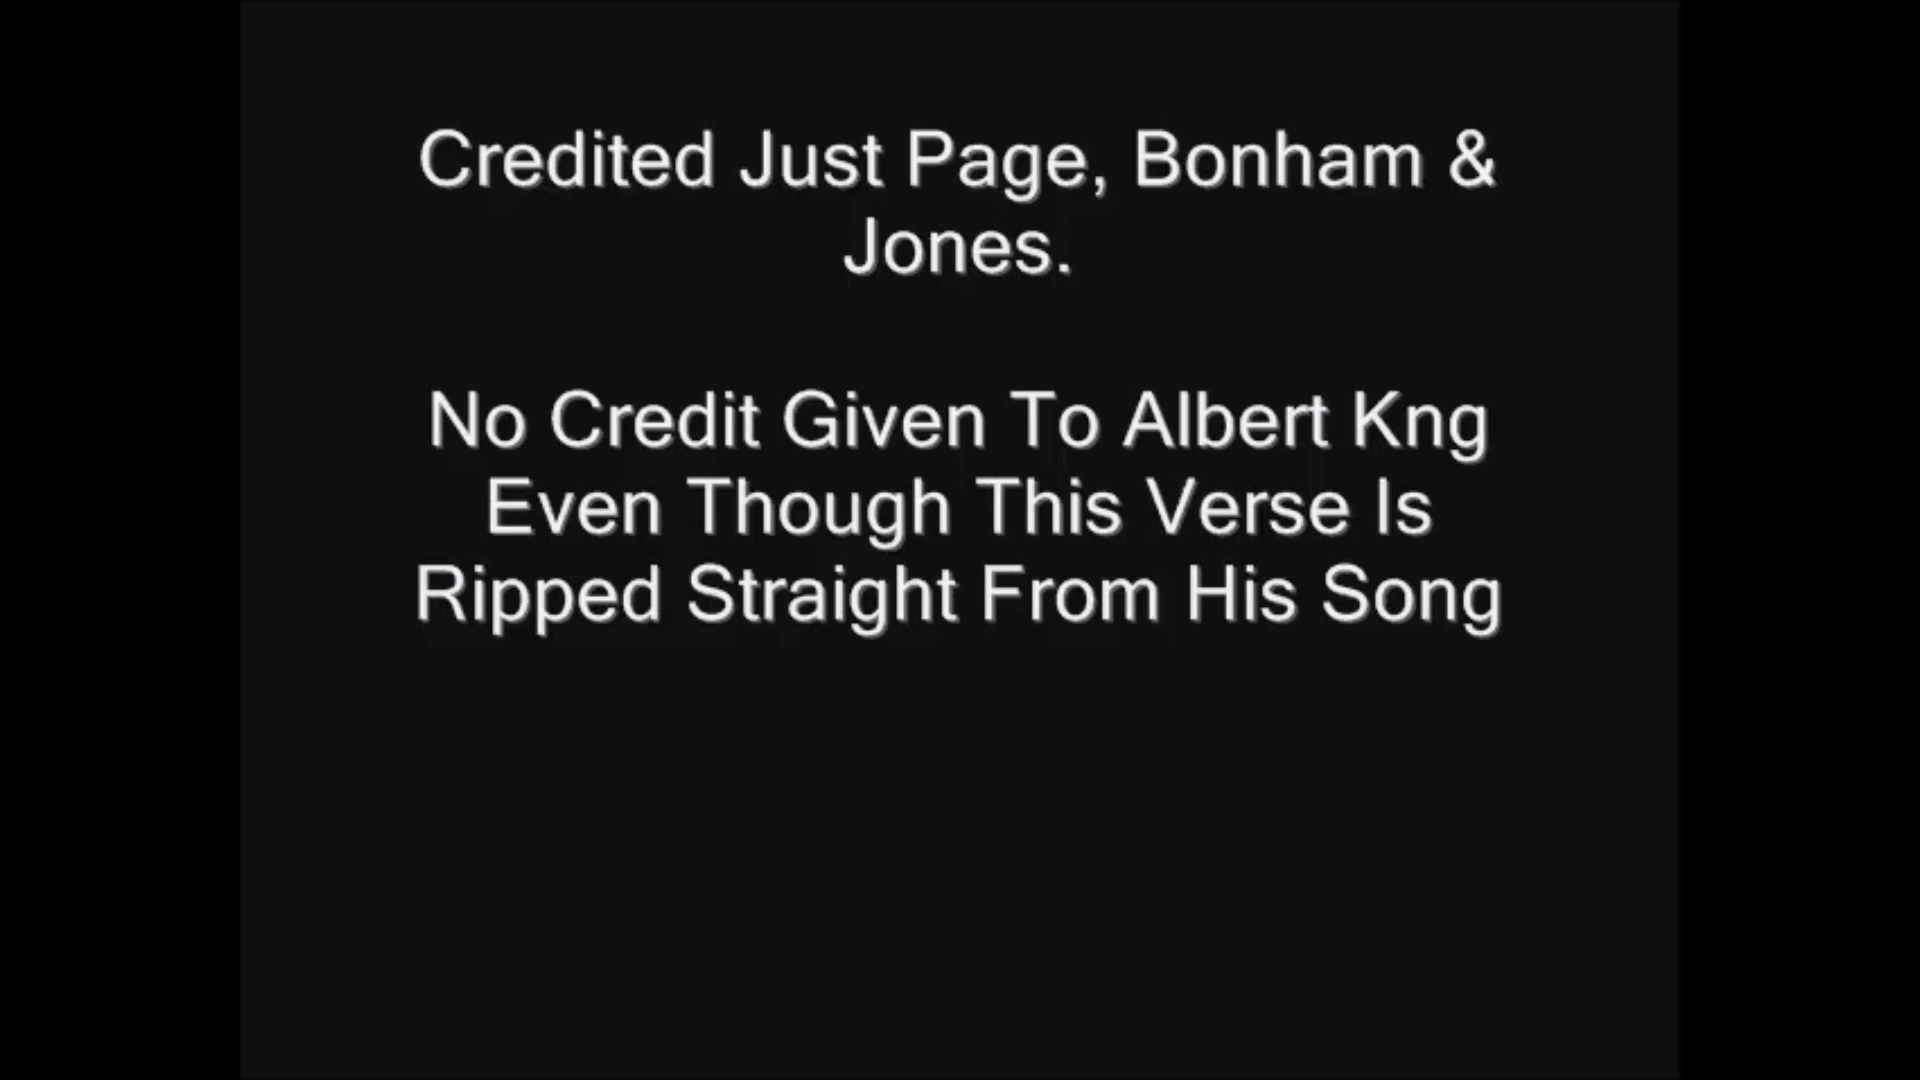 Credited Just Page, Bonham &
Jones.
No Credit Given To Albert Kng
Even Though This Verse Is
Ripped Straight From His Song